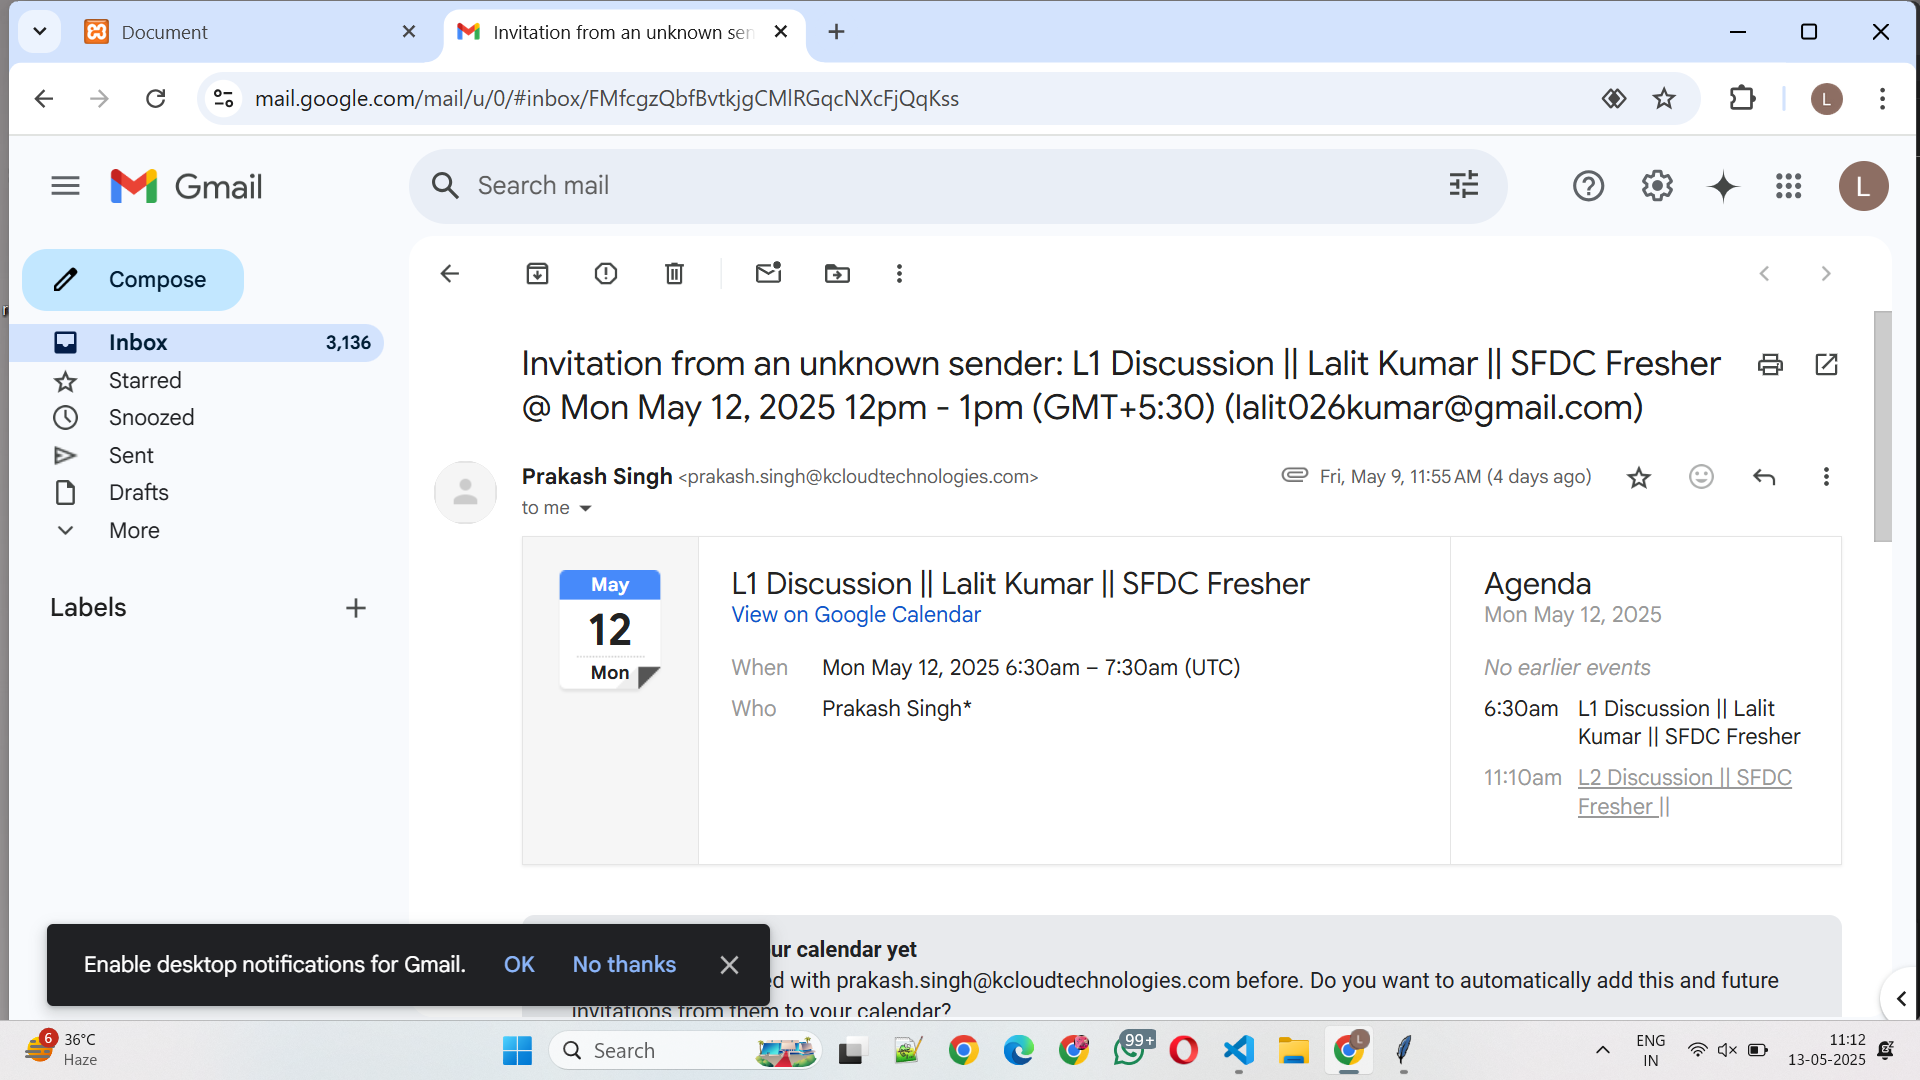 Document
Invitation from an unknown sen
mail.google.com/mail/u/0/#inbox/FMfcgzQbfBvtkjgCMlRGqcNXcFjQqKss
L
Gmail
Search mail
L
Compose
Inbox 3,136
Starred
Snoozed
Sent
Drafts
More
Labels
Invitation from an unknown sender: L1 Discussion || Lalit Kumar || SFDC Fresher
@ Mon May 12, 2025 12pm - 1pm (GMT+5:30) (lalit026kumar@gmail.com)
Prakash Singh <prakash.singh@kcloudtechnologies.com>
Fri, May 9, 11:55 AM (4 days ago)
to me
May
12
Mon
L1 Discussion || Lalit Kumar || SFDC Fresher
View on Google Calendar
When Mon May 12, 2025 6:30am – 7:30am (UTC)
Who Prakash Singh*
Agenda
Mon May 12, 2025
No earlier events
6:30am L1 Discussion || Lalit
Kumar || SFDC Fresher
11:10am L2 Discussion || SFDC
Fresher ||
ur calendar yet
ed with prakash.singh@kcloudtechnologies.com before. Do you want to automatically add this and future
invitations from them to your calendar?
Enable desktop notifications for Gmail. OK No thanks
6
36°C
Haze
Search
99+
L
ENG
IN
11:12
13-05-2025